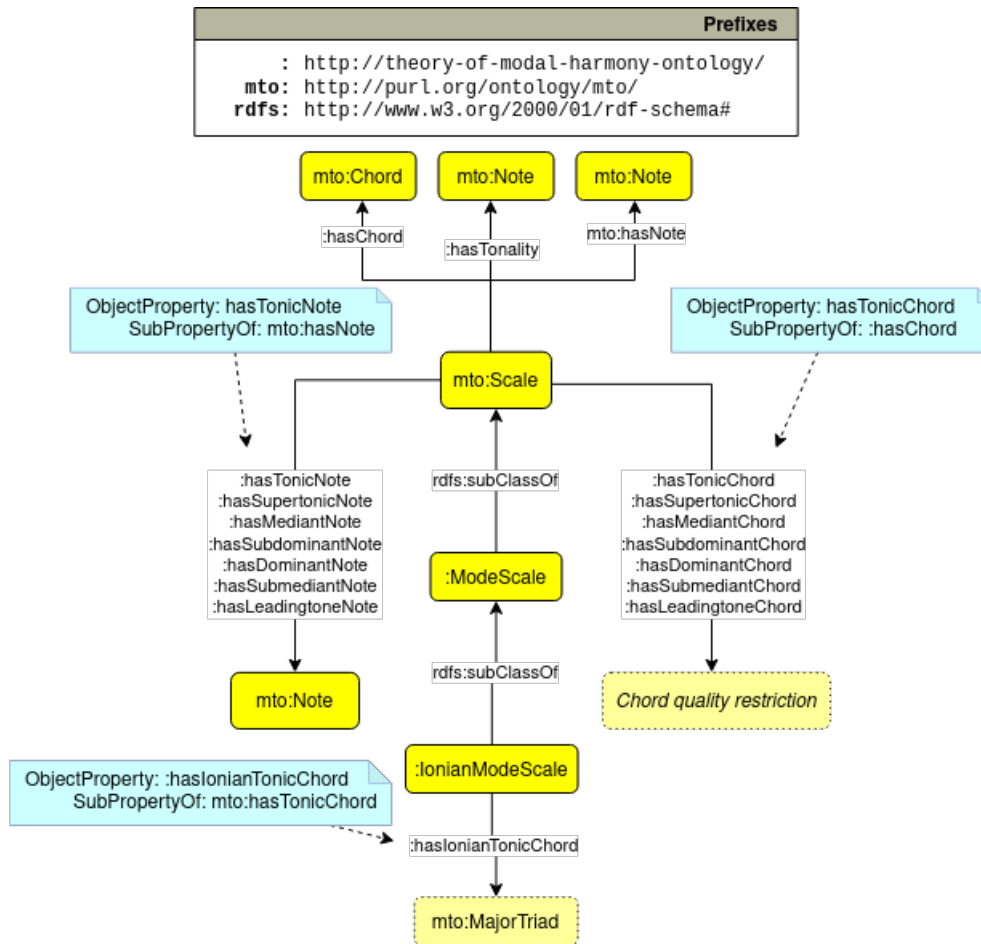 Prefixes
: http://theory-of-modal-harmony-ontology/
mto: http://purl.org/ontology/mto/
rdfs: http://www.w3.org/2000/01/rdf-schema#
mto:Chord
mto:Note
mto:Note
:hasChord
:hasTonality
mto:hasNote
ObjectProperty: hasTonicNote
SubPropertyOf: mto:hasNote
ObjectProperty: hasTonicChord
SubPropertyOf: :hasChord
mto:Scale
:hasTonicNote
:hasSupertonicNote
:hasMediantNote
:hasSubdominantNote
:hasDominantNote
:hasSubmediantNote
:hasLeadingtoneNote
rdfs:subClassOf
:hasTonicChord
:hasSupertonicChord
:hasMediantChord
:hasSubdominantChord
:hasDominantChord
:hasSubmediantChord
:hasLeadingtoneChord
:ModeScale
rdfs:subClassOf
mto:Note
Chord quality restriction
:IonianModeScale
ObjectProperty: :hasIonianTonicChord
SubPropertyOf: mto:hasTonicChord
:hasIonianTonicChord
mto:MajorTriad